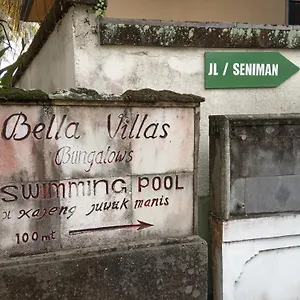 JL / SENIMAN
Bella Villas
Bungalows
SWIMMING POOL
Jl Kajeng Juwuk manis
100 mt